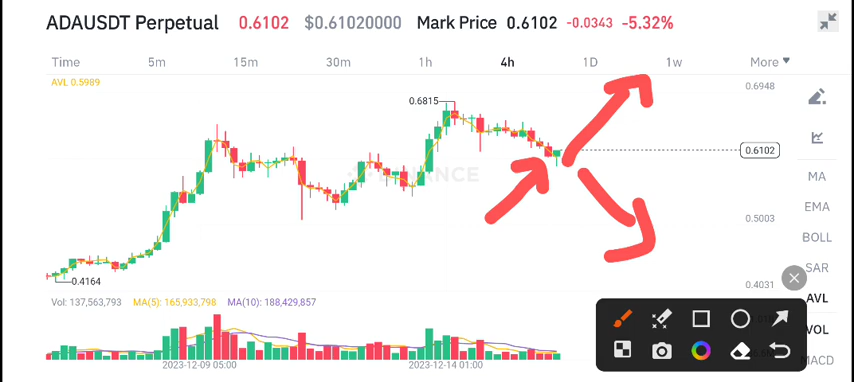 ADAUSDT Perpetual 0.6102 $0.61020000 Mark Price 0.6102 -0.0343 -5.32%
Time 5m 15m 30m 1h 4h 1D 1w More
AVL 0.5989
0.6948
0.6815
0.6102
BINANCE
MA
0.5003
EMA
BOLL
SAR
0.4164
0.4031
AVL
Vol: 137,563,793 MA(5): 165,933,798 MA(10): 188,429,857
VOL
MACD
2023-12-09 05:00 2023-12-14 01:00